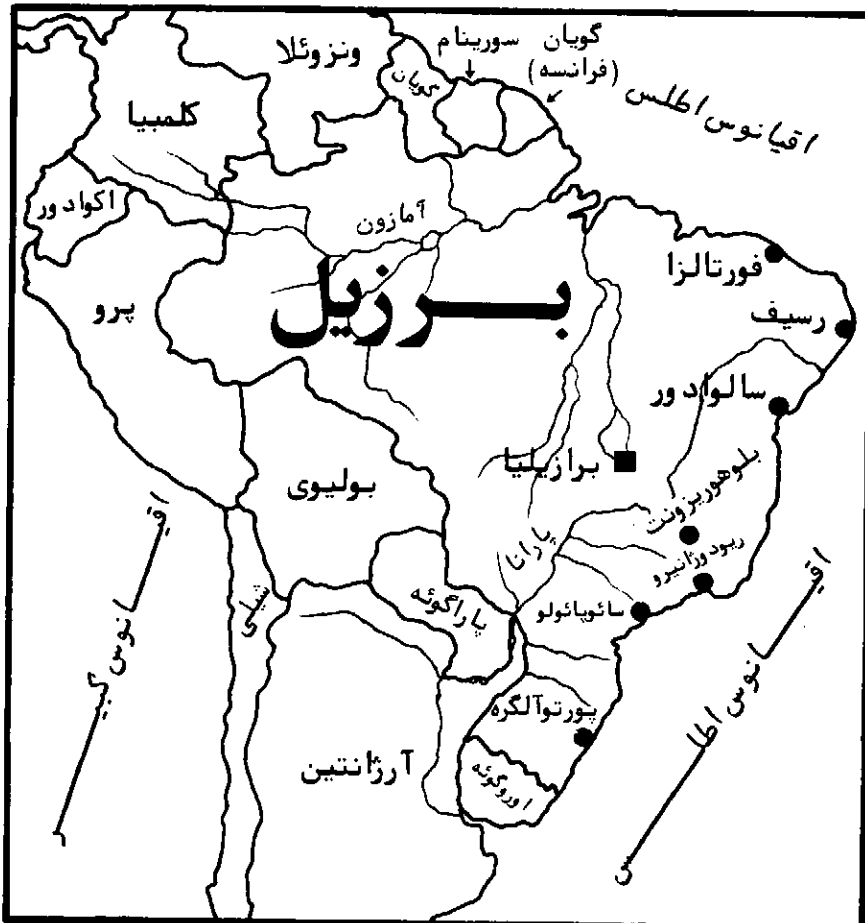 ونزوئلا
گویان
سورینام
گویان
(فرانسه)
اقیانوس اطلس
کلمبیا
اکوادور
آمازون
برزیل
پرو
فورتالزا
رسیف
سالوادور
برازیلیا
بلوهوریزونت
ریودوژانیرو
بولیوی
پارانا
سائوپائولو
پاراگوئه
شیلی
پورتوآلگره
اوروگوئه
آرژانتین
اقیانوس کبیر
اقیانوس اطلس